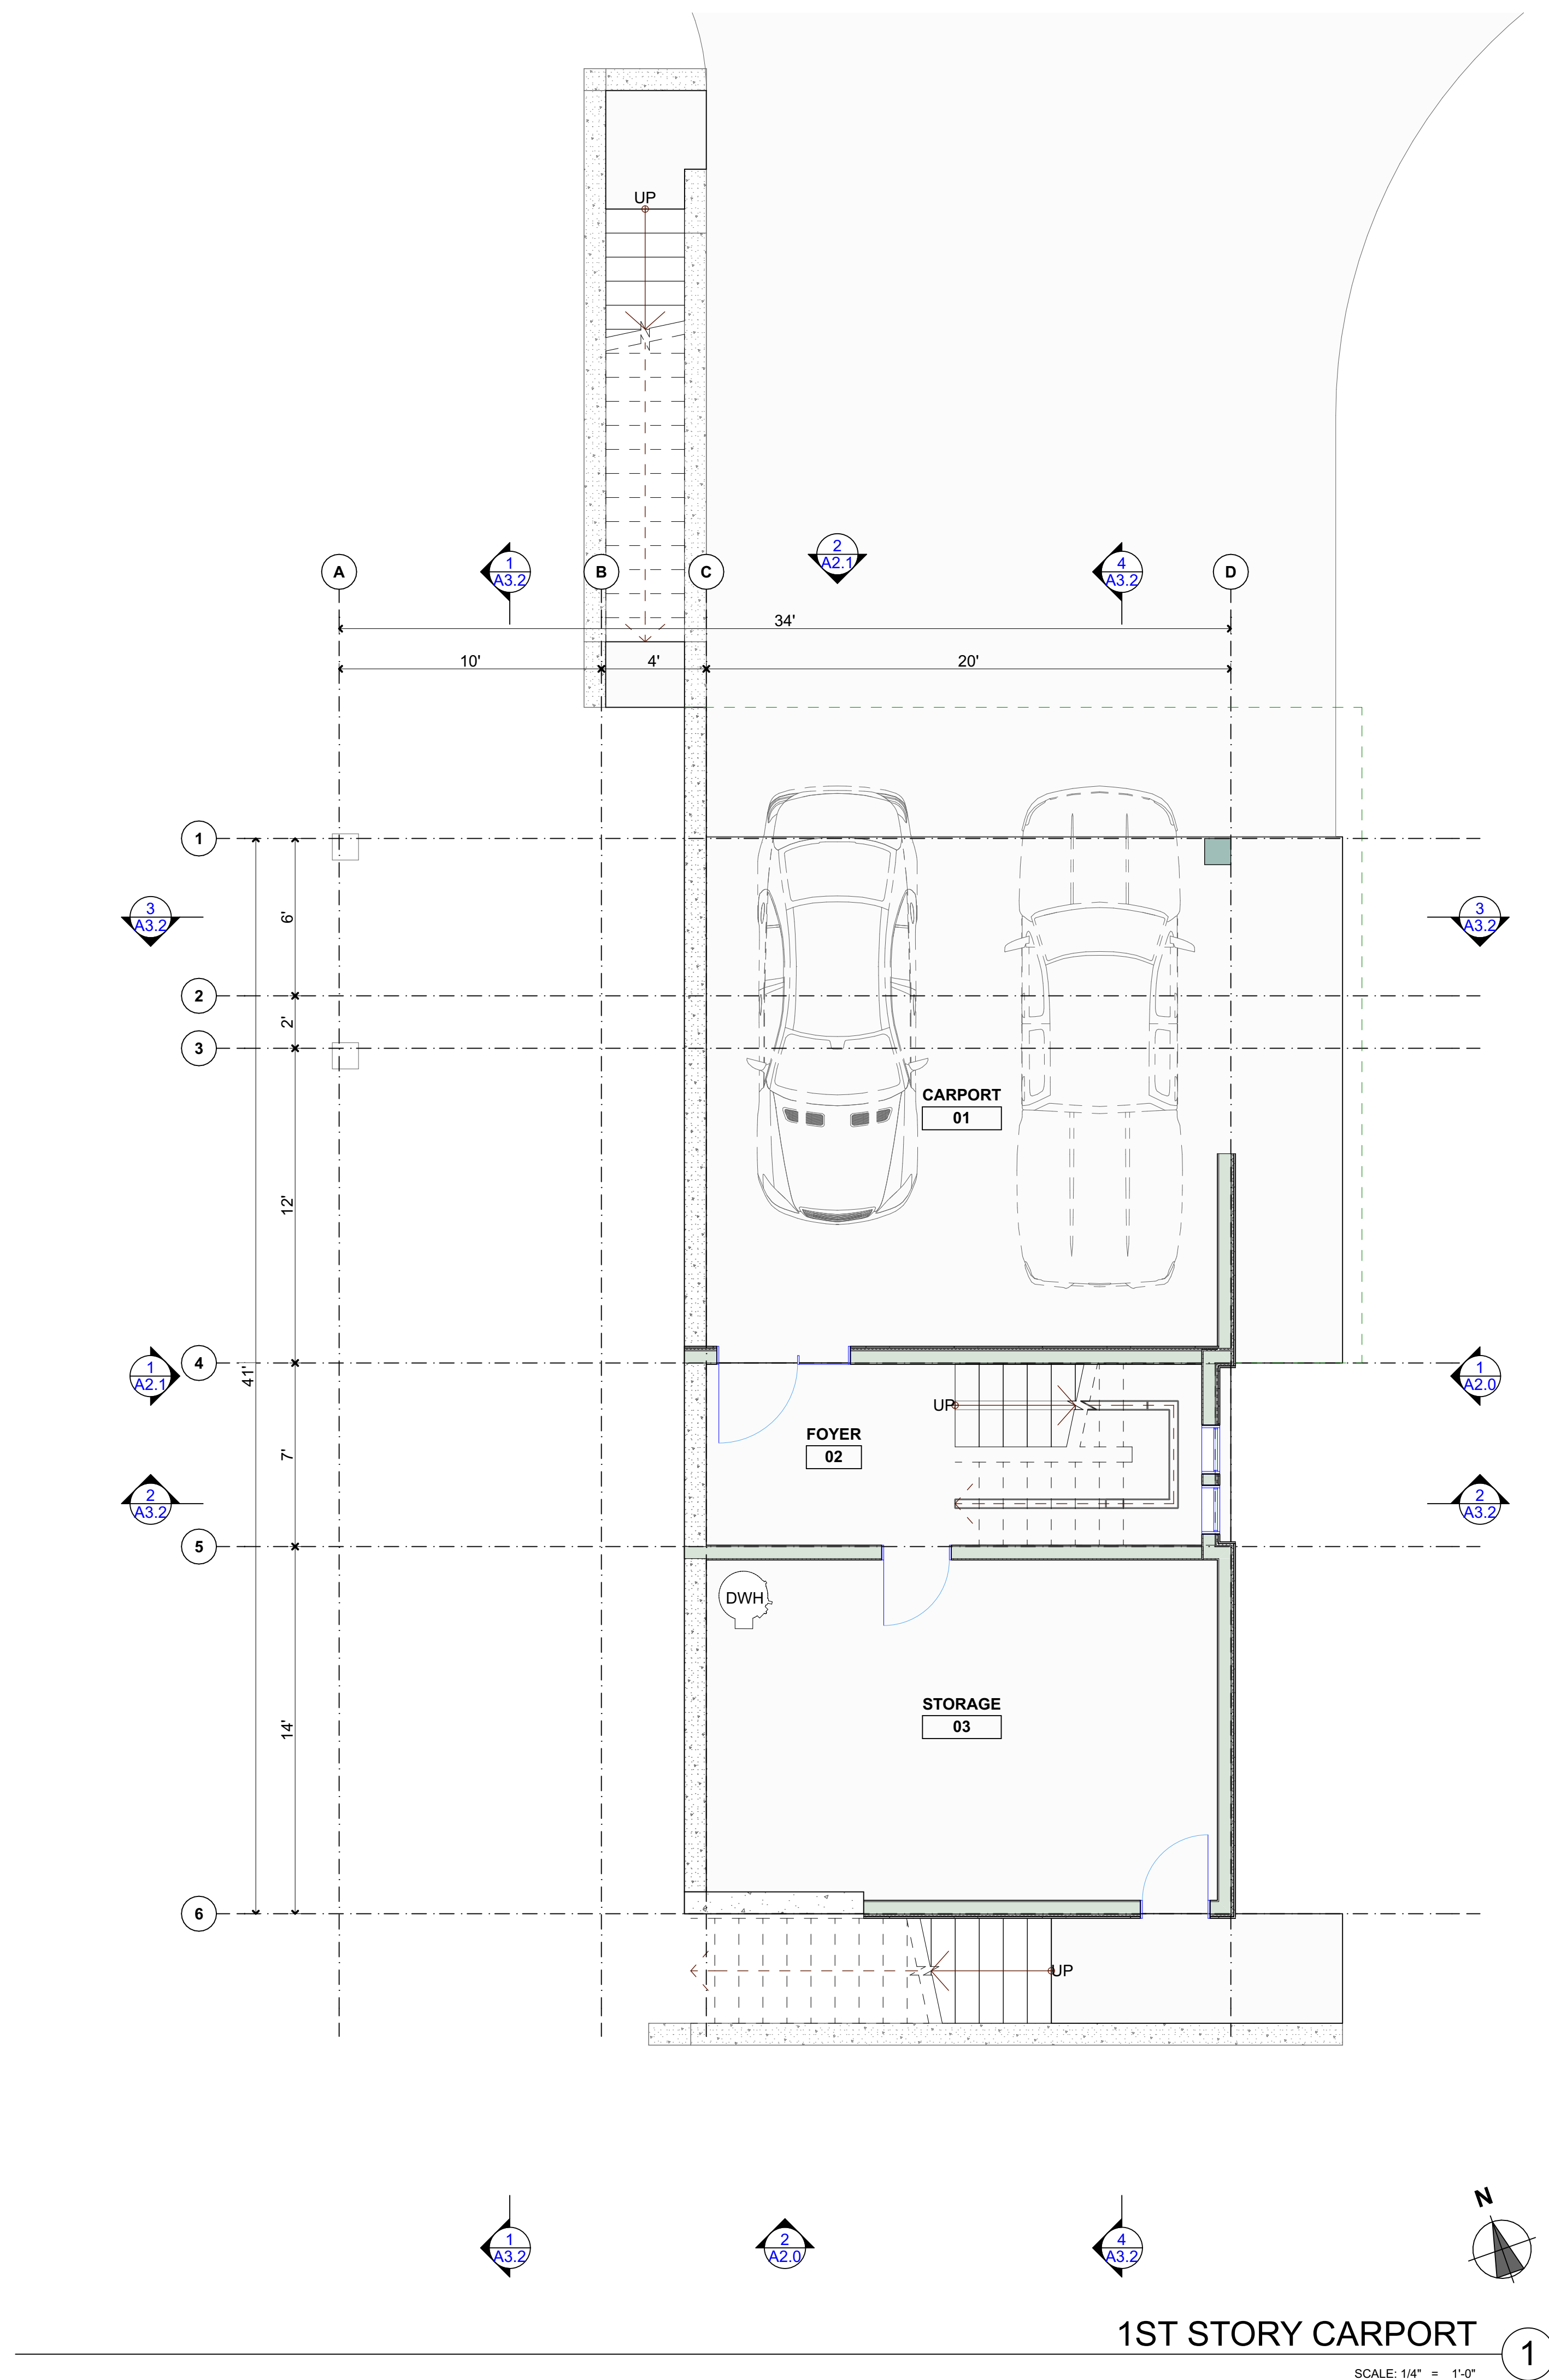 UP
A
1
A3.2
B
C
2
A2.1
4
A3.2
D
34'
10'
4'
20'
1
6'
3
A3.2
3
A3.2
2
2'
3
CARPORT
01
12'
4
41'
1
A2.1
1
A2.0
UP
FOYER
02
7'
2
A3.2
2
A3.2
5
DWH
STORAGE
03
14'
6
UP
N
1
A3.2
2
A2.0
4
A3.2
1ST STORY CARPORT
1
SCALE: 1/4" = 1'-0"